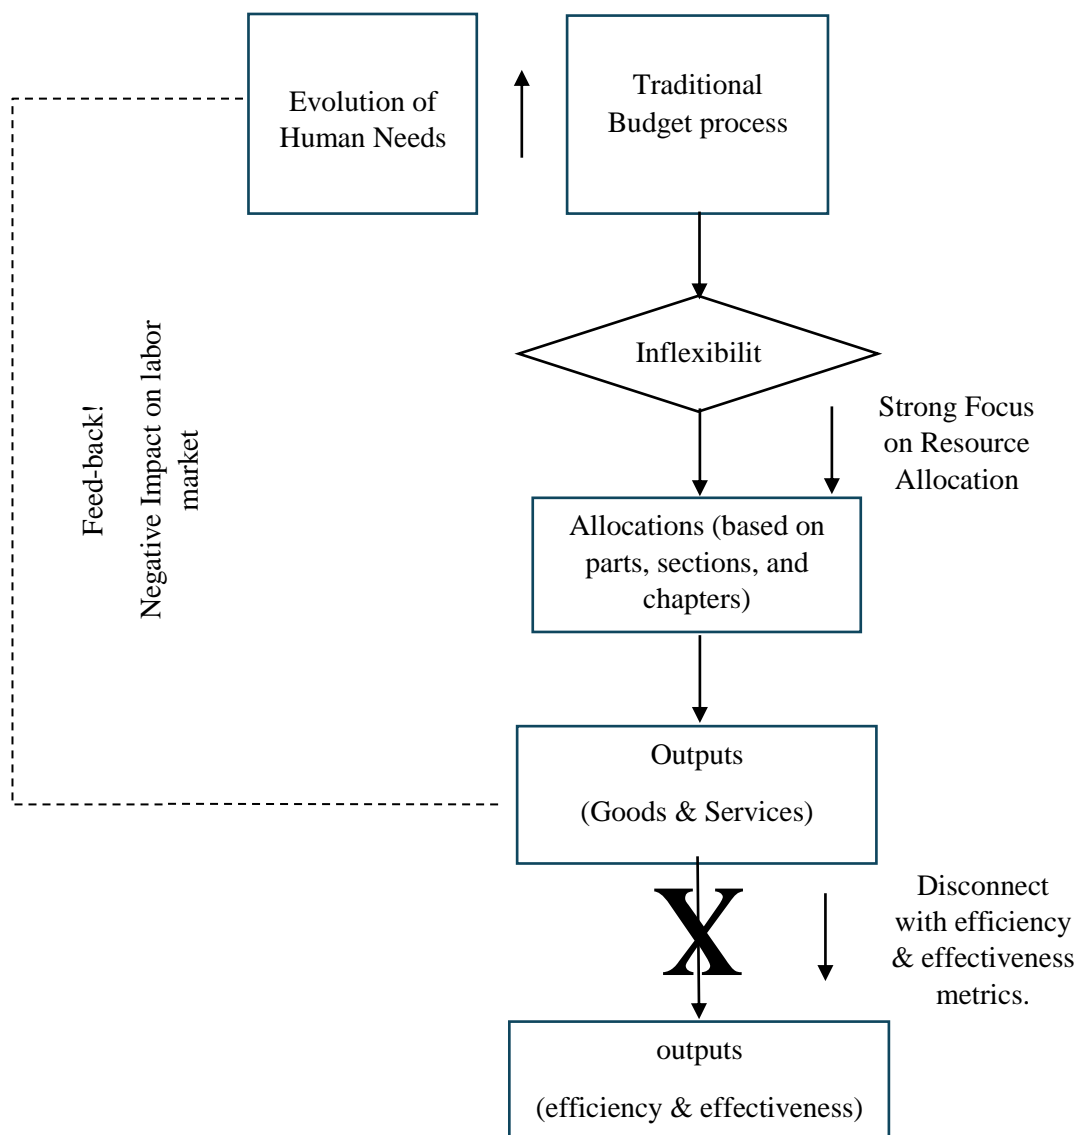 Evolution of
Human Needs
Traditional
Budget process
Inflexibilit
Strong Focus
on Resource
Allocation
Allocations (based on
parts, sections, and
chapters)
Feed-back!
Negative Impact on labor
market
Outputs
(Goods & Services)
X
Disconnect
with efficiency
& effectiveness
metrics.
outputs
(efficiency & effectiveness)